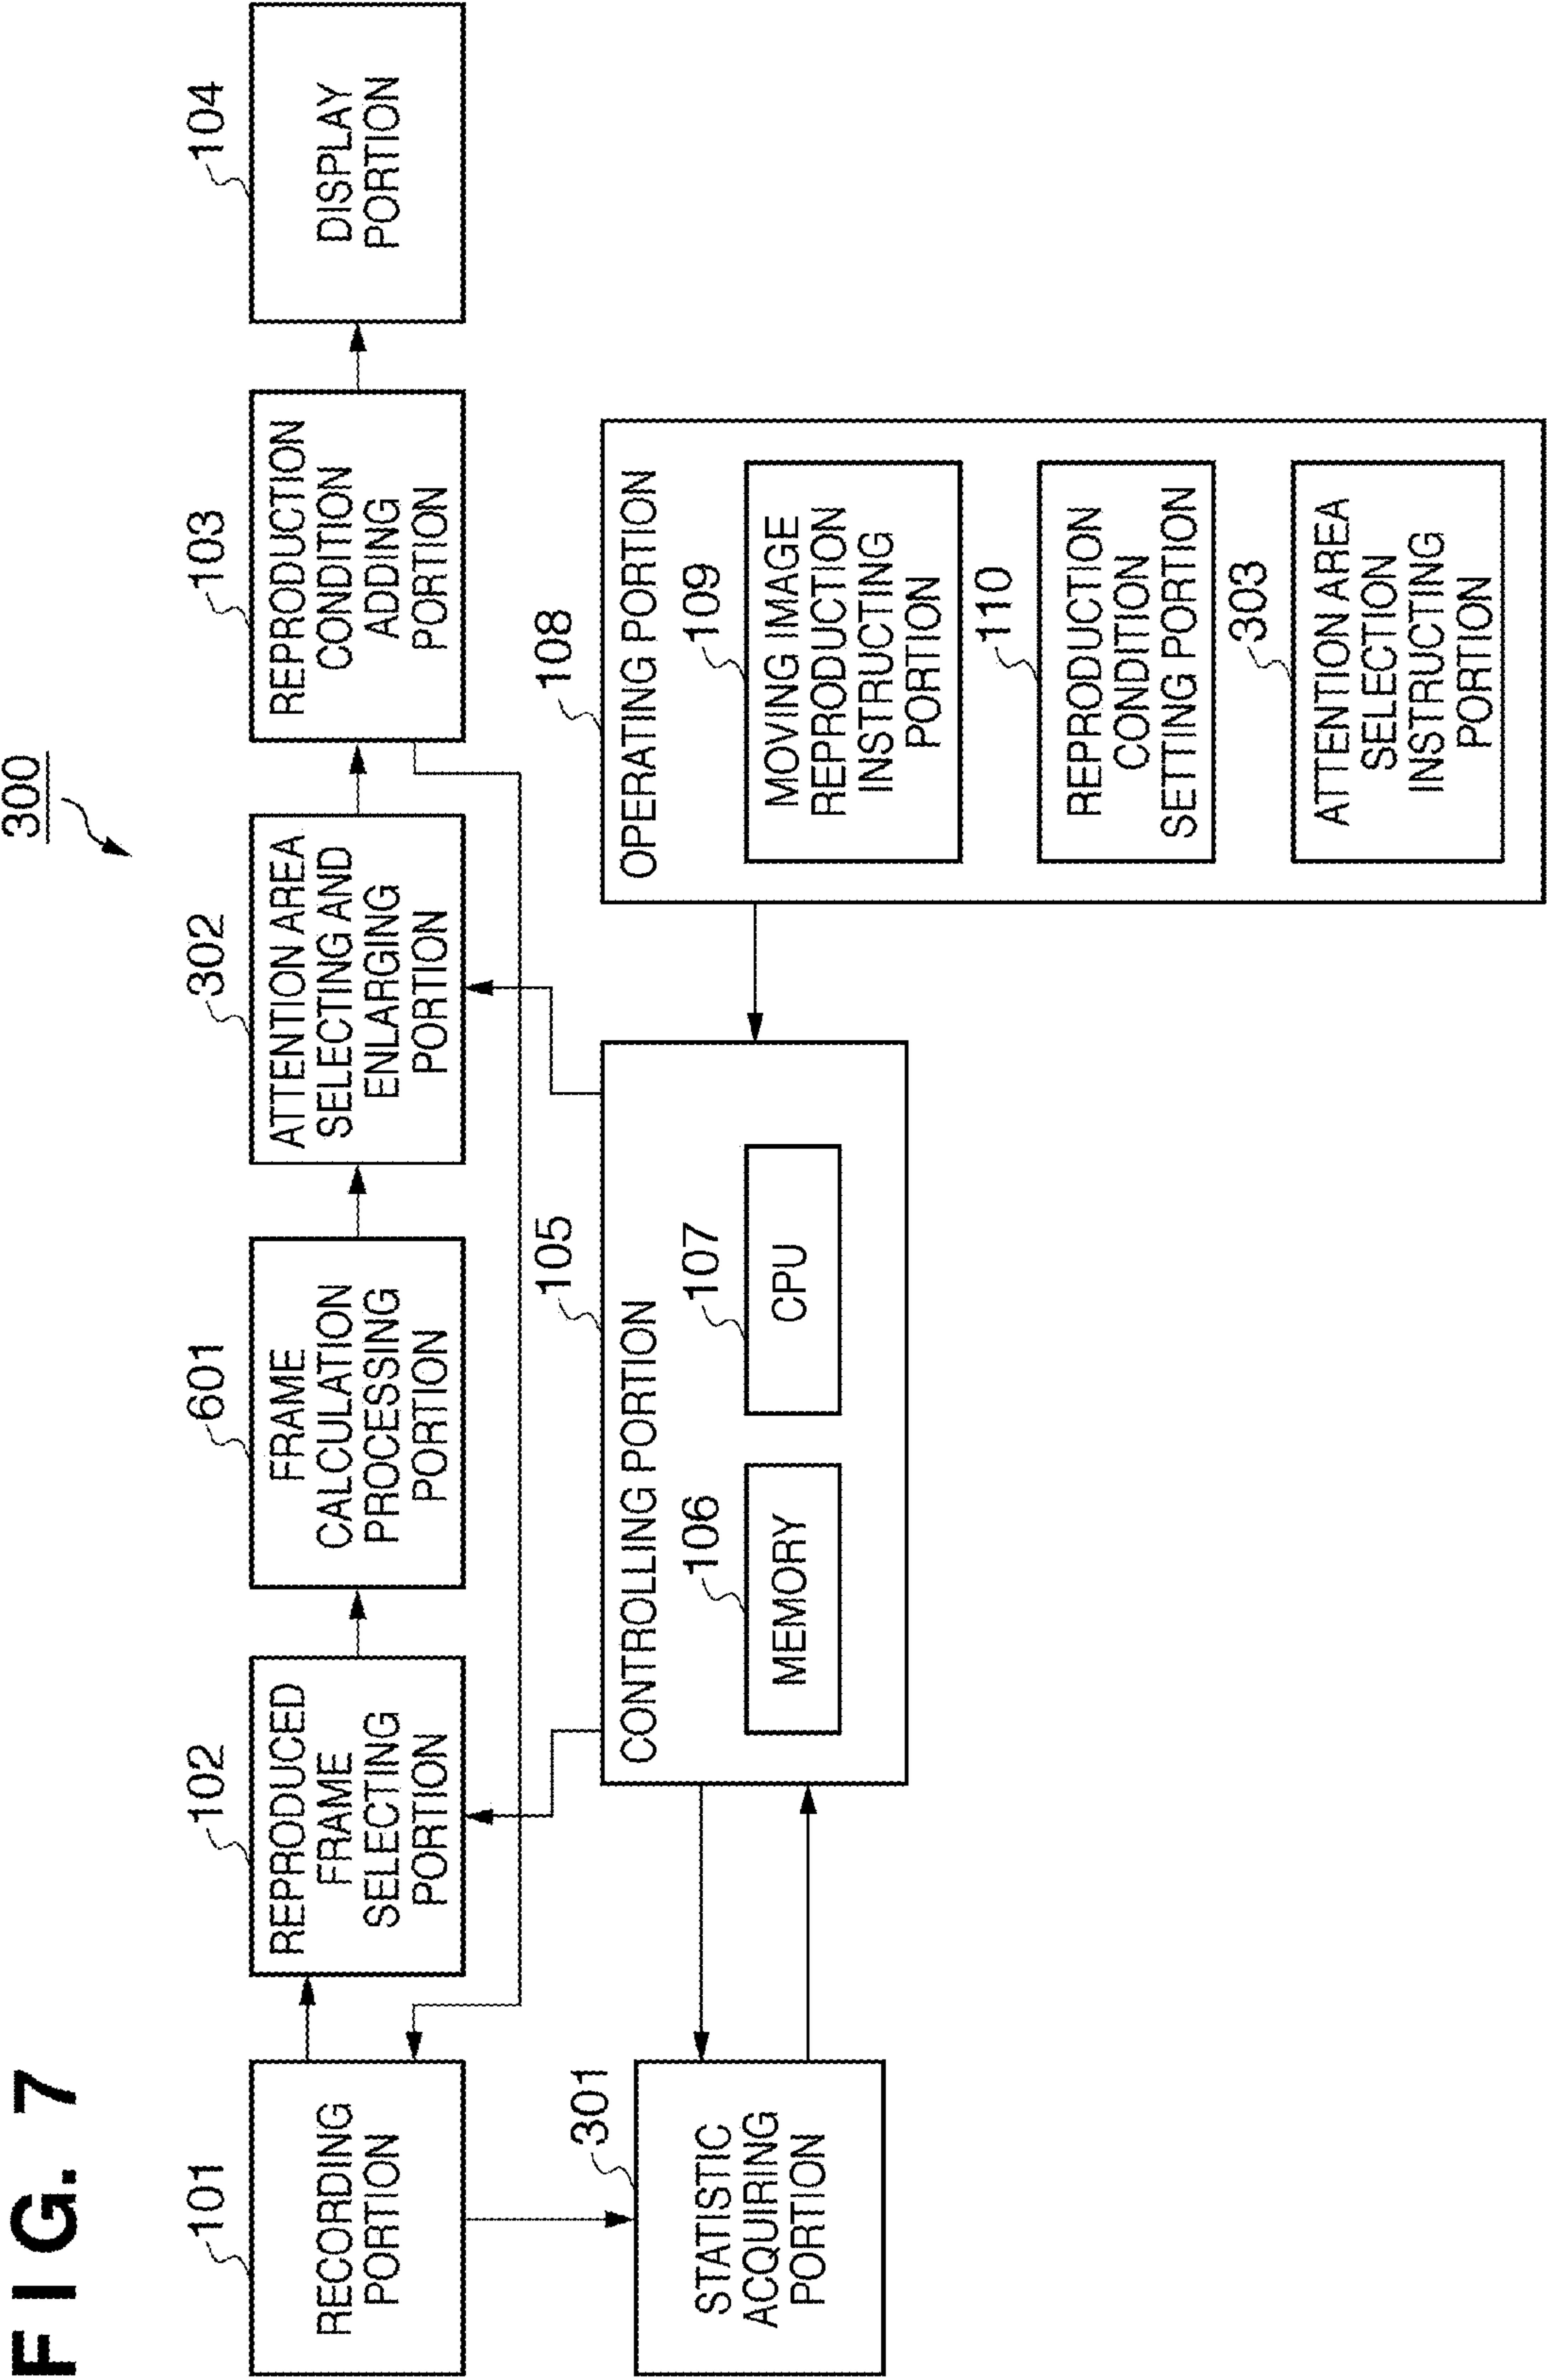 FIG. 7
300
101
RECORDING
PORTION
102
REPRODUCED
FRAME
SELECTING
PORTION
601
FRAME
CALCULATION
PROCESSING
PORTION
302
ATTENTION AREA
SELECTING AND
ENLARGING
PORTION
103
REPRODUCTION
CONDITION
ADDING
PORTION
104
DISPLAY
PORTION
301
STATISTIC
ACQUIRING
PORTION
105
CONTROLLING PORTION
106
MEMORY
107
CPU
108
OPERATING PORTION
109
MOVING IMAGE
REPRODUCTION
INSTRUCTING
PORTION
110
REPRODUCTION
CONDITION
SETTING PORTION
303
ATTENTION AREA
SELECTION
INSTRUCTING
PORTION